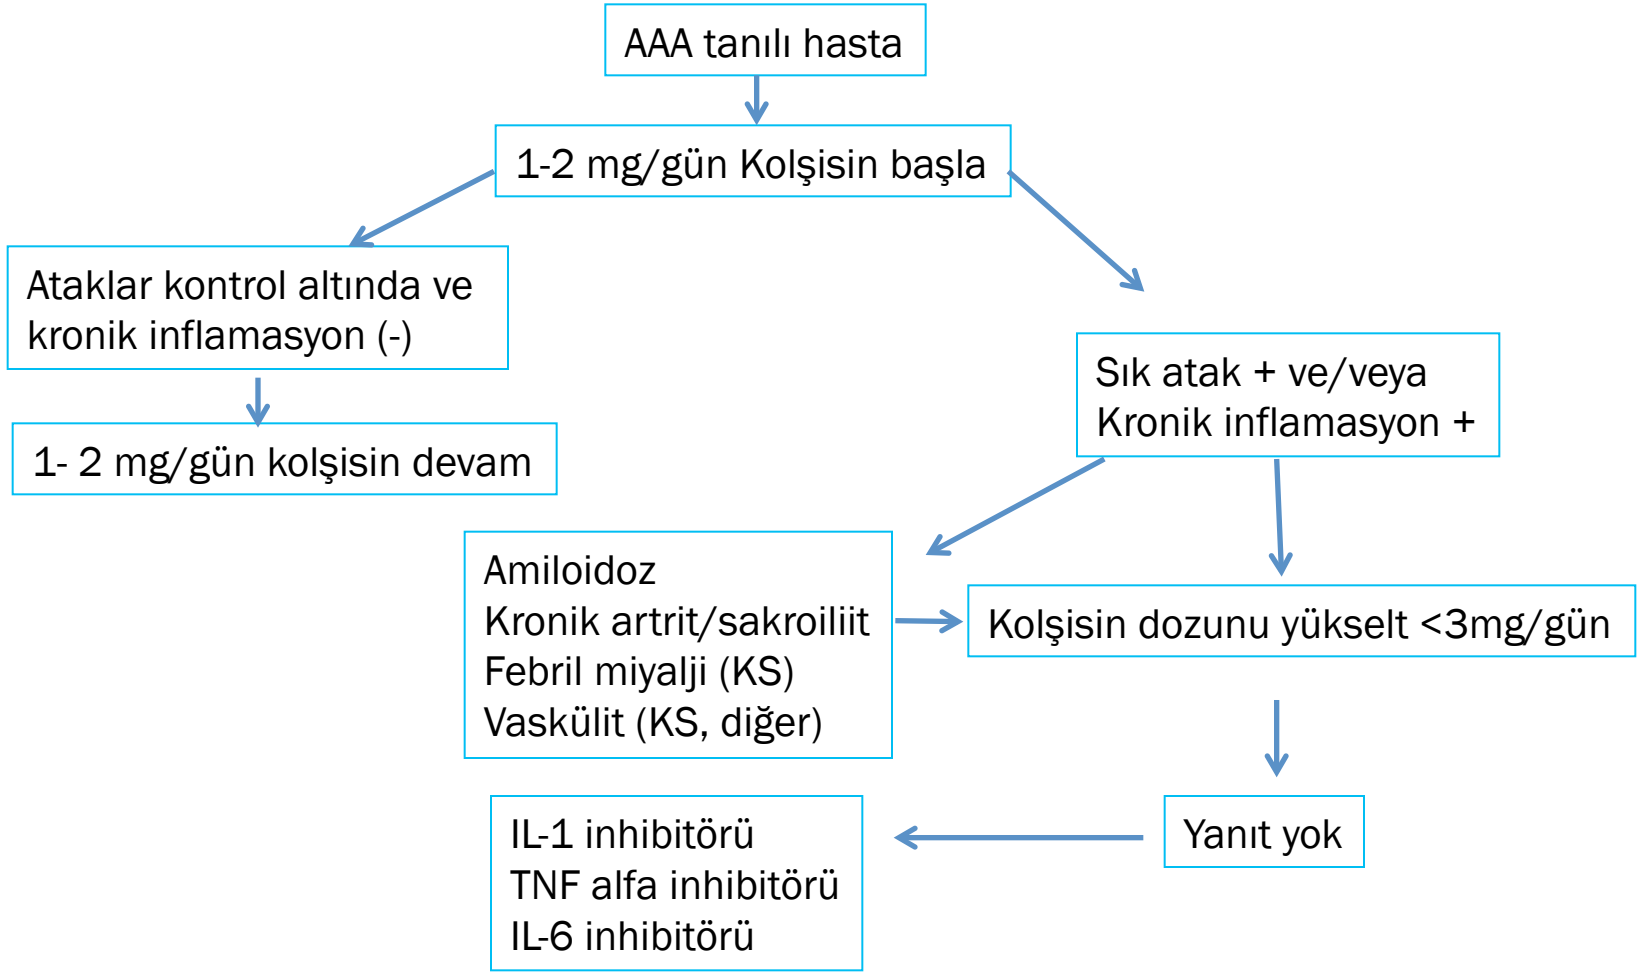 AAA tanılı hasta
1-2 mg/gün Kolşisin başla
Ataklar kontrol altında ve
kronik inflamasyon (-)
1- 2 mg/gün kolşisin devam
Sık atak + ve/veya
Kronik inflamasyon +
Amiloidoz
Kronik artrit/sakroiliit
Febril miyalji (KS)
Vaskülit (KS, diğer)
Kolşisin dozunu yükselt <3mg/gün
Yanıt yok
IL-1 inhibitörü
TNF alfa inhibitörü
IL-6 inhibitörü